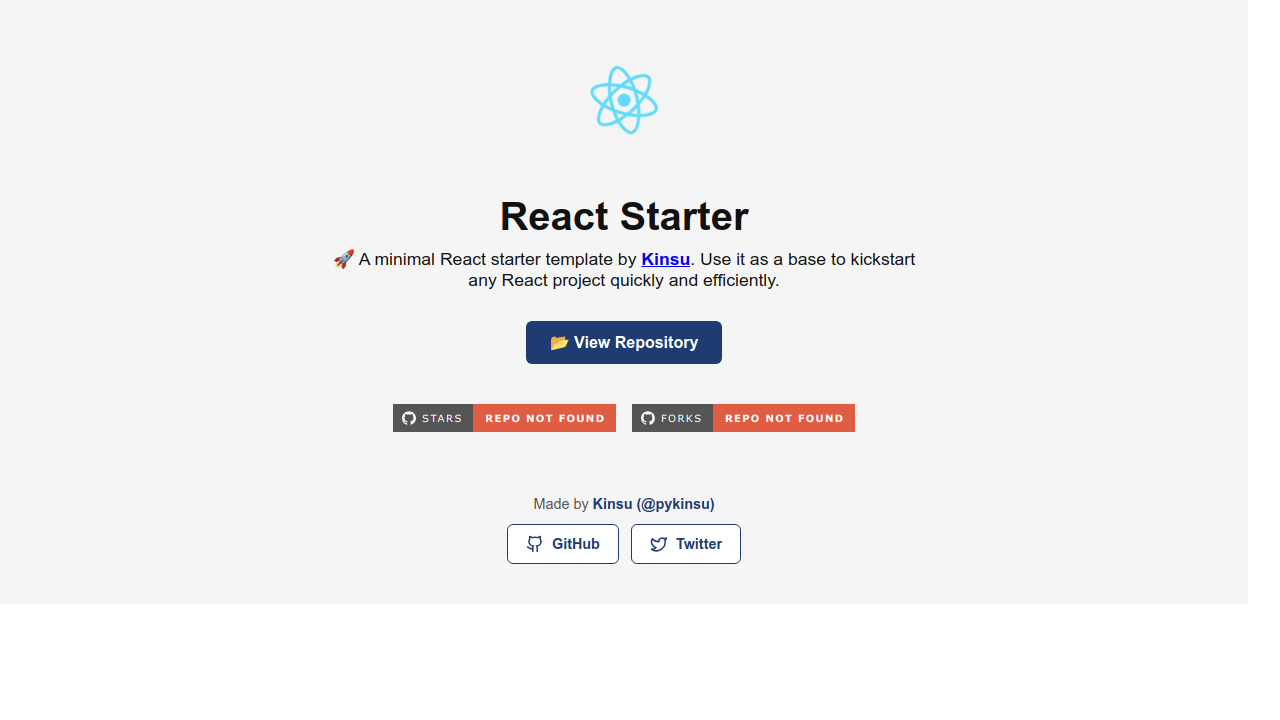 React Starter
🚀 A minimal React starter template by Kinsu. Use it as a base to kickstart
any React project quickly and efficiently.
📂 View Repository
STARS REPO NOT FOUND
FORKS REPO NOT FOUND
Made by Kinsu (@pykinsu)
GitHub
Twitter